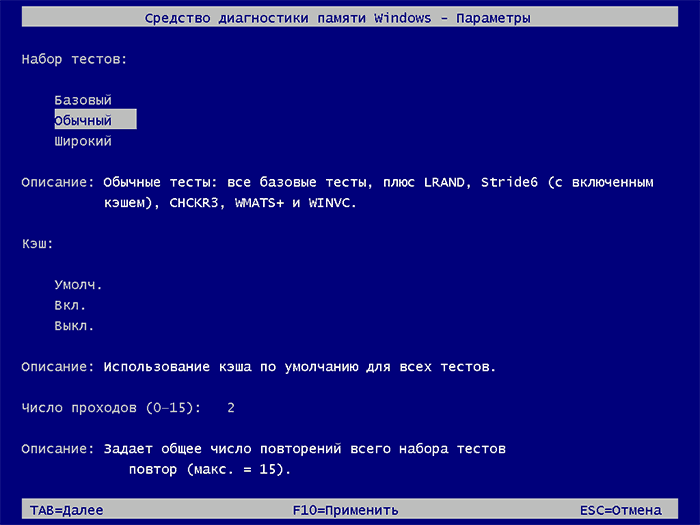 Средство диагностики памяти Windows - Параметры
Набор тестов:
Базовый
Обычный
Широкий
Описание: Обычные тесты: все базовые тесты, плюс LRAND, Stride6 (с включенным
кэшем), CHCKR3, WMATS+ и WINVC.
Кэш:
Умолч.
Вкл.
Выкл.
Описание: Использование кэша по умолчанию для всех тестов.
Число проходов (0-15): 2
Описание: Задает общее число повторений всего набора тестов
повтор (макс. = 15).
TAB=Далее F10=Применить ESC=Отмена